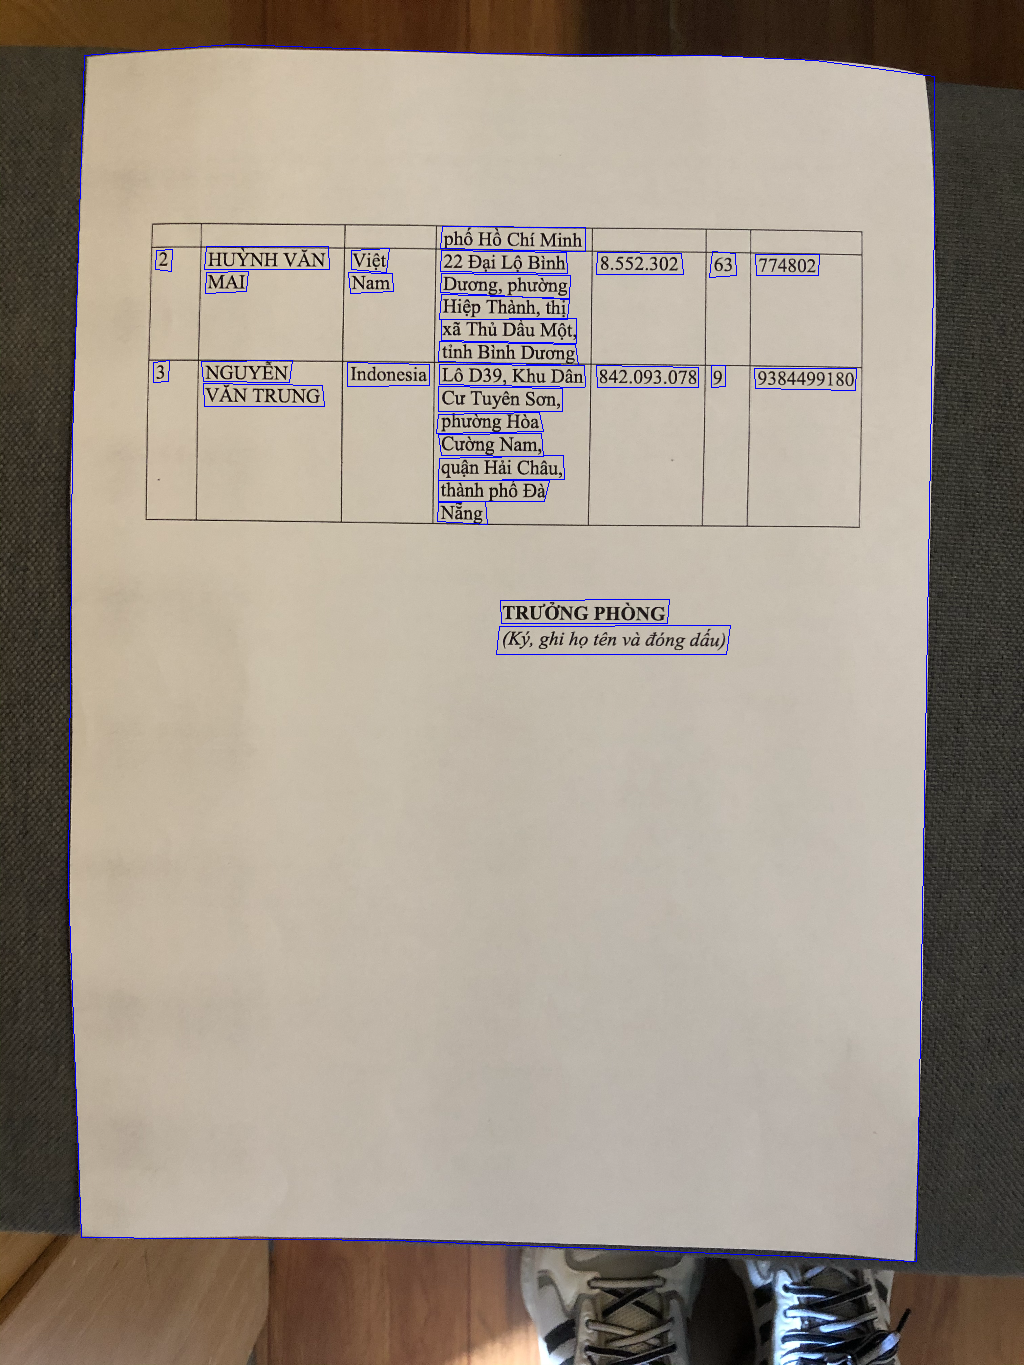 phố Hồ Chí Minh
2 HUỲNH VĂN Việt 22 Đại Lộ Bình 8.552.302 63 774802
MAI Nam Dương, phường
Hiệp Thành, thị
xã Thủ Dầu Một,
tỉnh Bình Dương
3 NGUYỄN Indonesia Lô D39, Khu Dân 842.093.078 9 9384499180
VĂN TRUNG Cư Tuyên Sơn,
phường Hòa
Cường Nam,
quận Hải Châu,
thành phố Đà
Nẵng
TRƯỞNG PHÒNG
(Ký, ghi họ tên và đóng dấu)